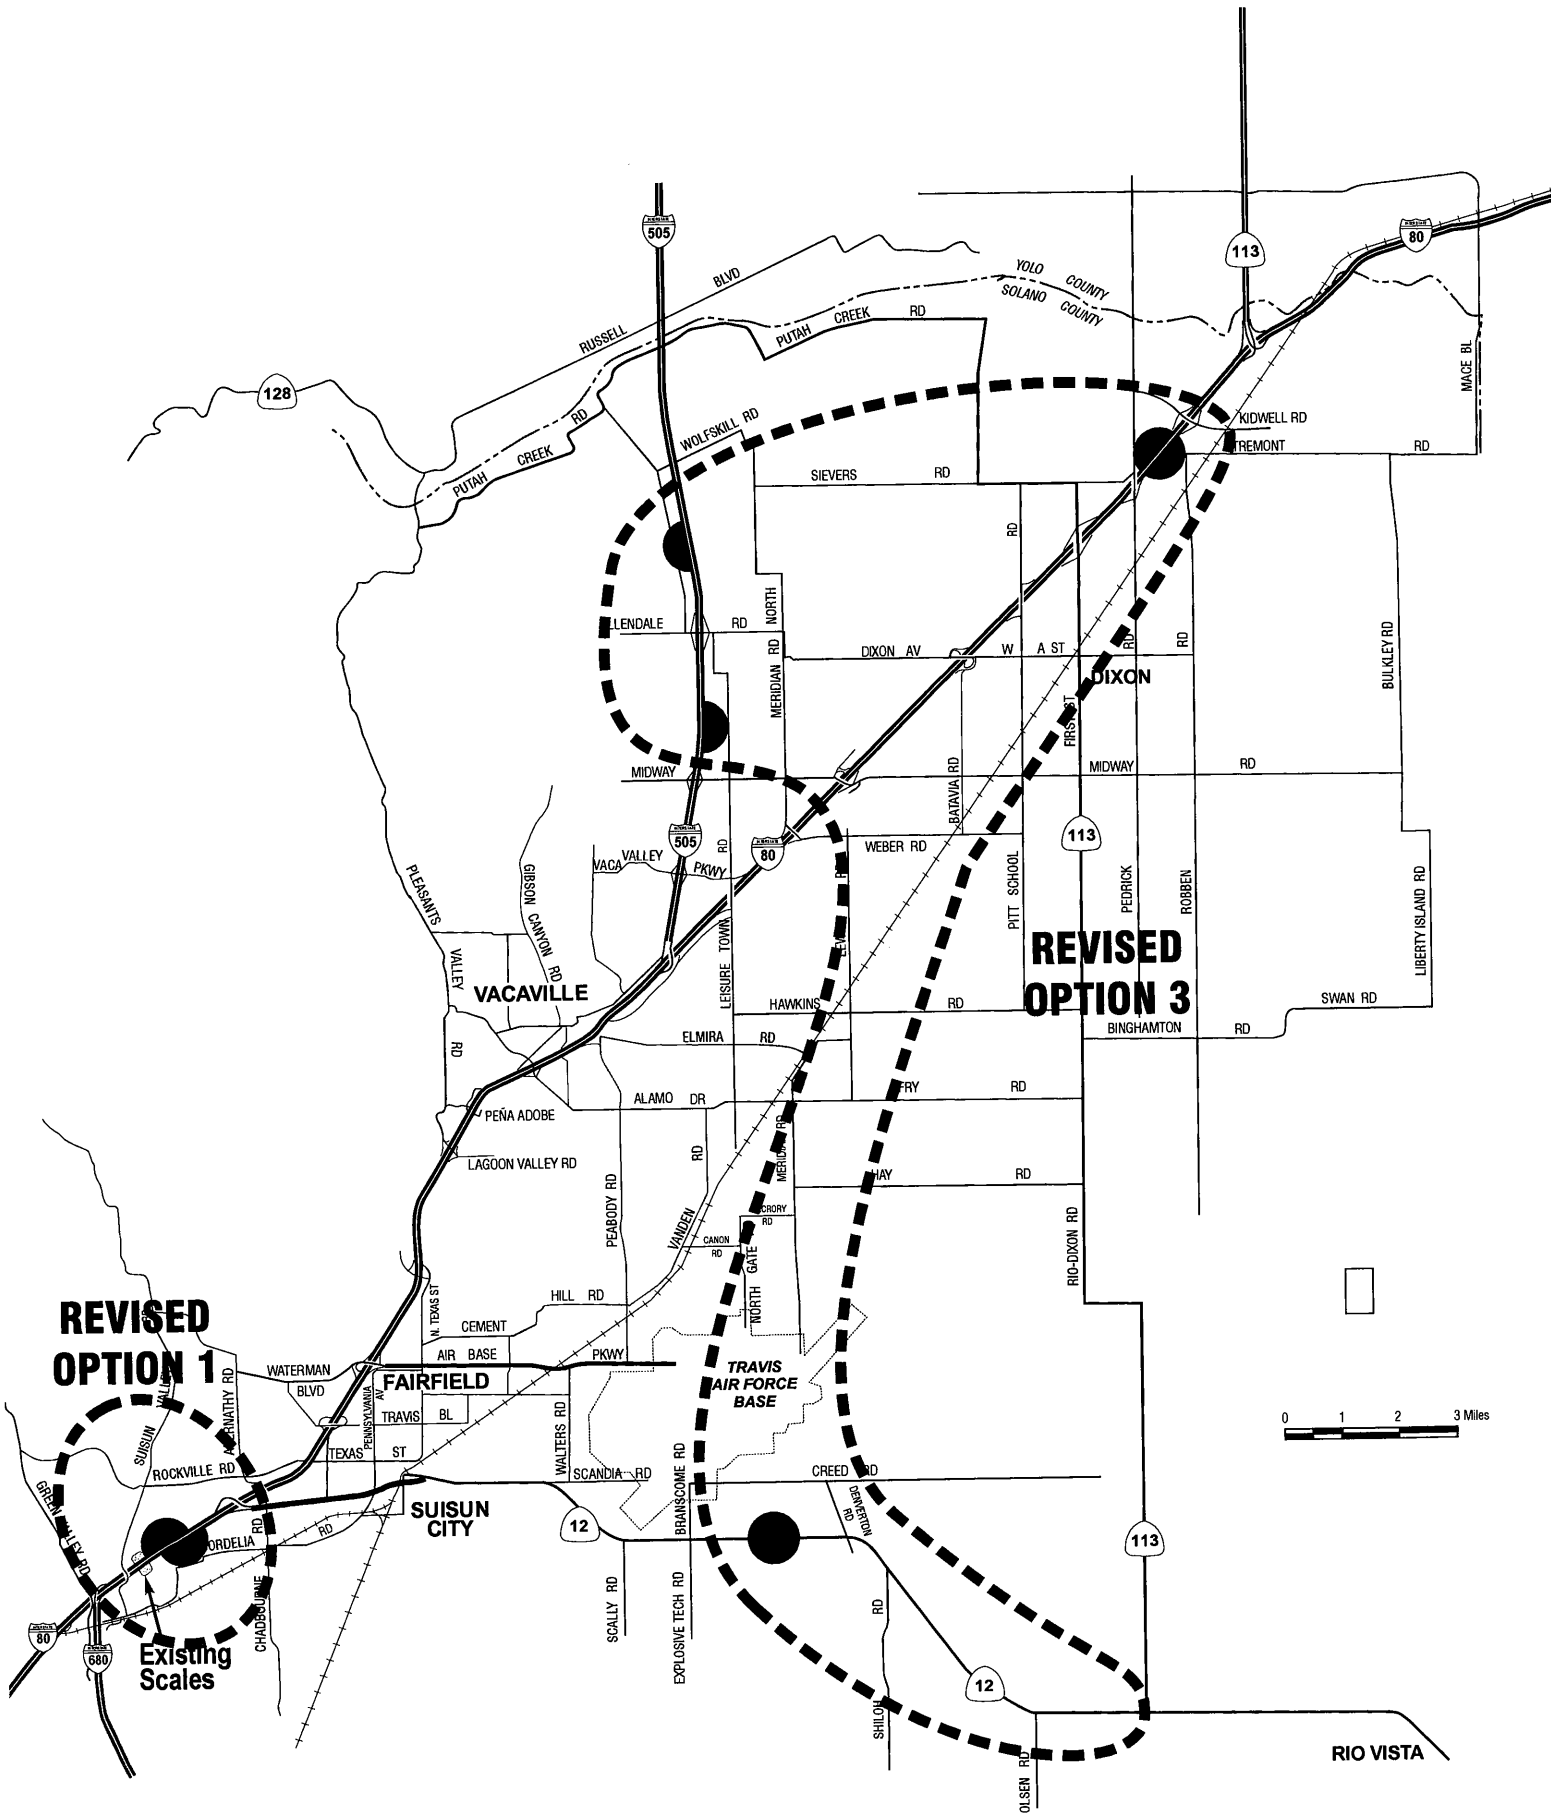 505
80
113
YOLO COUNTY
SOLANO COUNTY
RUSSELL BLVD
PUTAH CREEK RD
128
MACE BL
KIDWELL RD
TREMONT RD
WOLFSKILL RD
PUTAH CREEK RD
SIEVERS RD
RD
NORTH
LLENDALE RD
MERIDIAN RD
DIXON AV
W A ST
RD
RD
BULKLEY RD
DIXON
FIRST ST
MIDWAY
MIDWAY RD
BATAVIA RD
505
80
113
WEBER RD
VACA VALLEY PKWY
RD
PLEASANTS
GIBSON CANYON RD
PITT SCHOOL
PEDRICK
ROBBEN
LIBERTY ISLAND RD
VALLEY
LEISURE TOWN
REVISED
OPTION 3
VACAVILLE
HAWKINS RD
SWAN RD
BINGHAMTON RD
RD
ELMIRA RD
FRY RD
ALAMO DR
PEÑA ADOBE
LAGOON VALLEY RD
RD
HAY RD
PEABODY RD
VANDEN
CRORY
RD
CANON
RD
NORTH GATE
RIO-DIXON RD
HILL RD
N. TEXAS ST
CEMENT
REVISED
OPTION 1
AIR BASE PKWY
WATERMAN
BLVD
FAIRFIELD
TRAVIS
AIR FORCE
BASE
PENNSYLVANIA
AV
TRAVIS BL
TEXAS ST
WALTERS RD
SUISUN
VALLEY
ROCKVILLE RD
GREEN VALLEY RD
SCANDIA RD
BRANSCOME RD
CREED RD
DENVERTON
RD
0 1 2 3 Miles
SUISUN
CITY
12
113
ORDELIA
RD
RD
CHADBOURNE
SCALLY RD
EXPLOSIVE TECH RD
RD
80
680
Existing
Scales
12
SHILOH
OLSEN RD
RIO VISTA